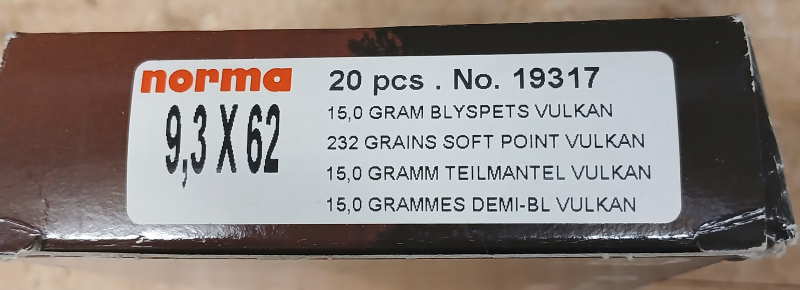 norma
9,3 X 62
20 pcs . No. 19317
15,0 GRAM BLYSPETS VULKAN
232 GRAINS SOFT POINT VULKAN
15,0 GRAMM TEILMANTEL VULKAN
15,0 GRAMMES DEMI-BL VULKAN